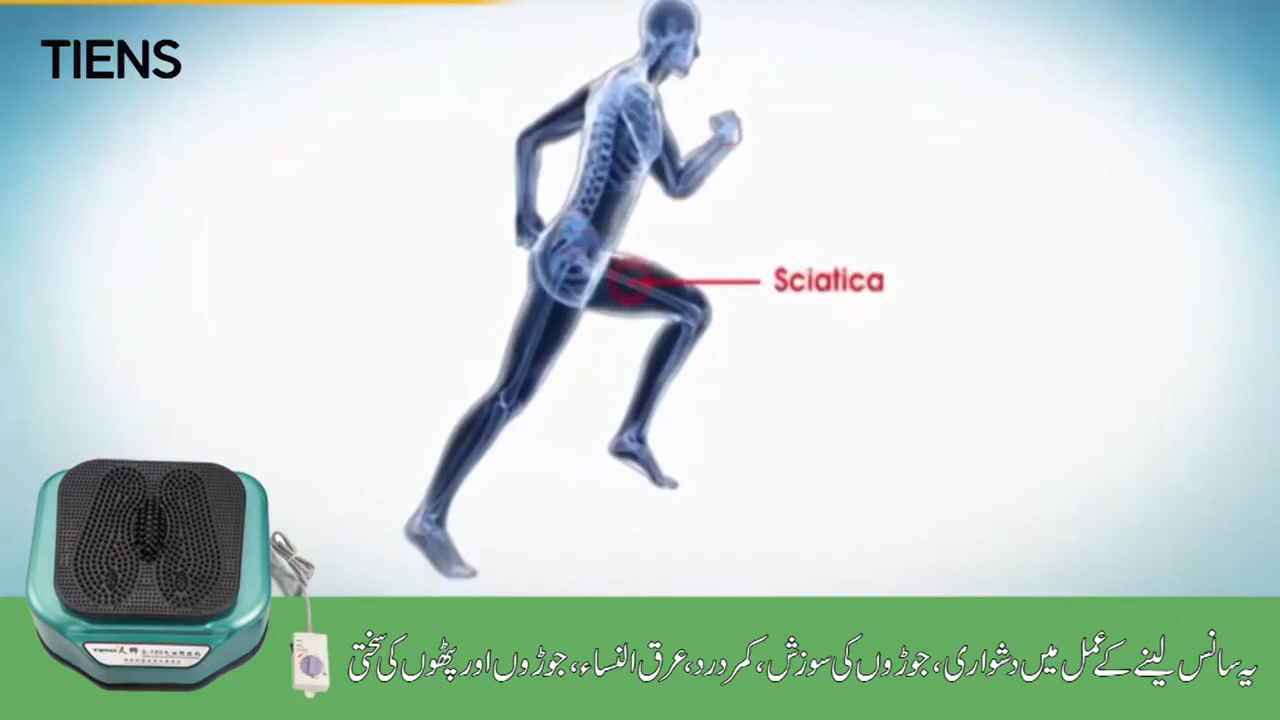 TIENS
Sciatica
یہ سانس لینے کے عمل میں دشواری، جوڑوں کی سوزش، کمر درد، عرق النساء، جوڑوں اور پٹھوں کی سختی